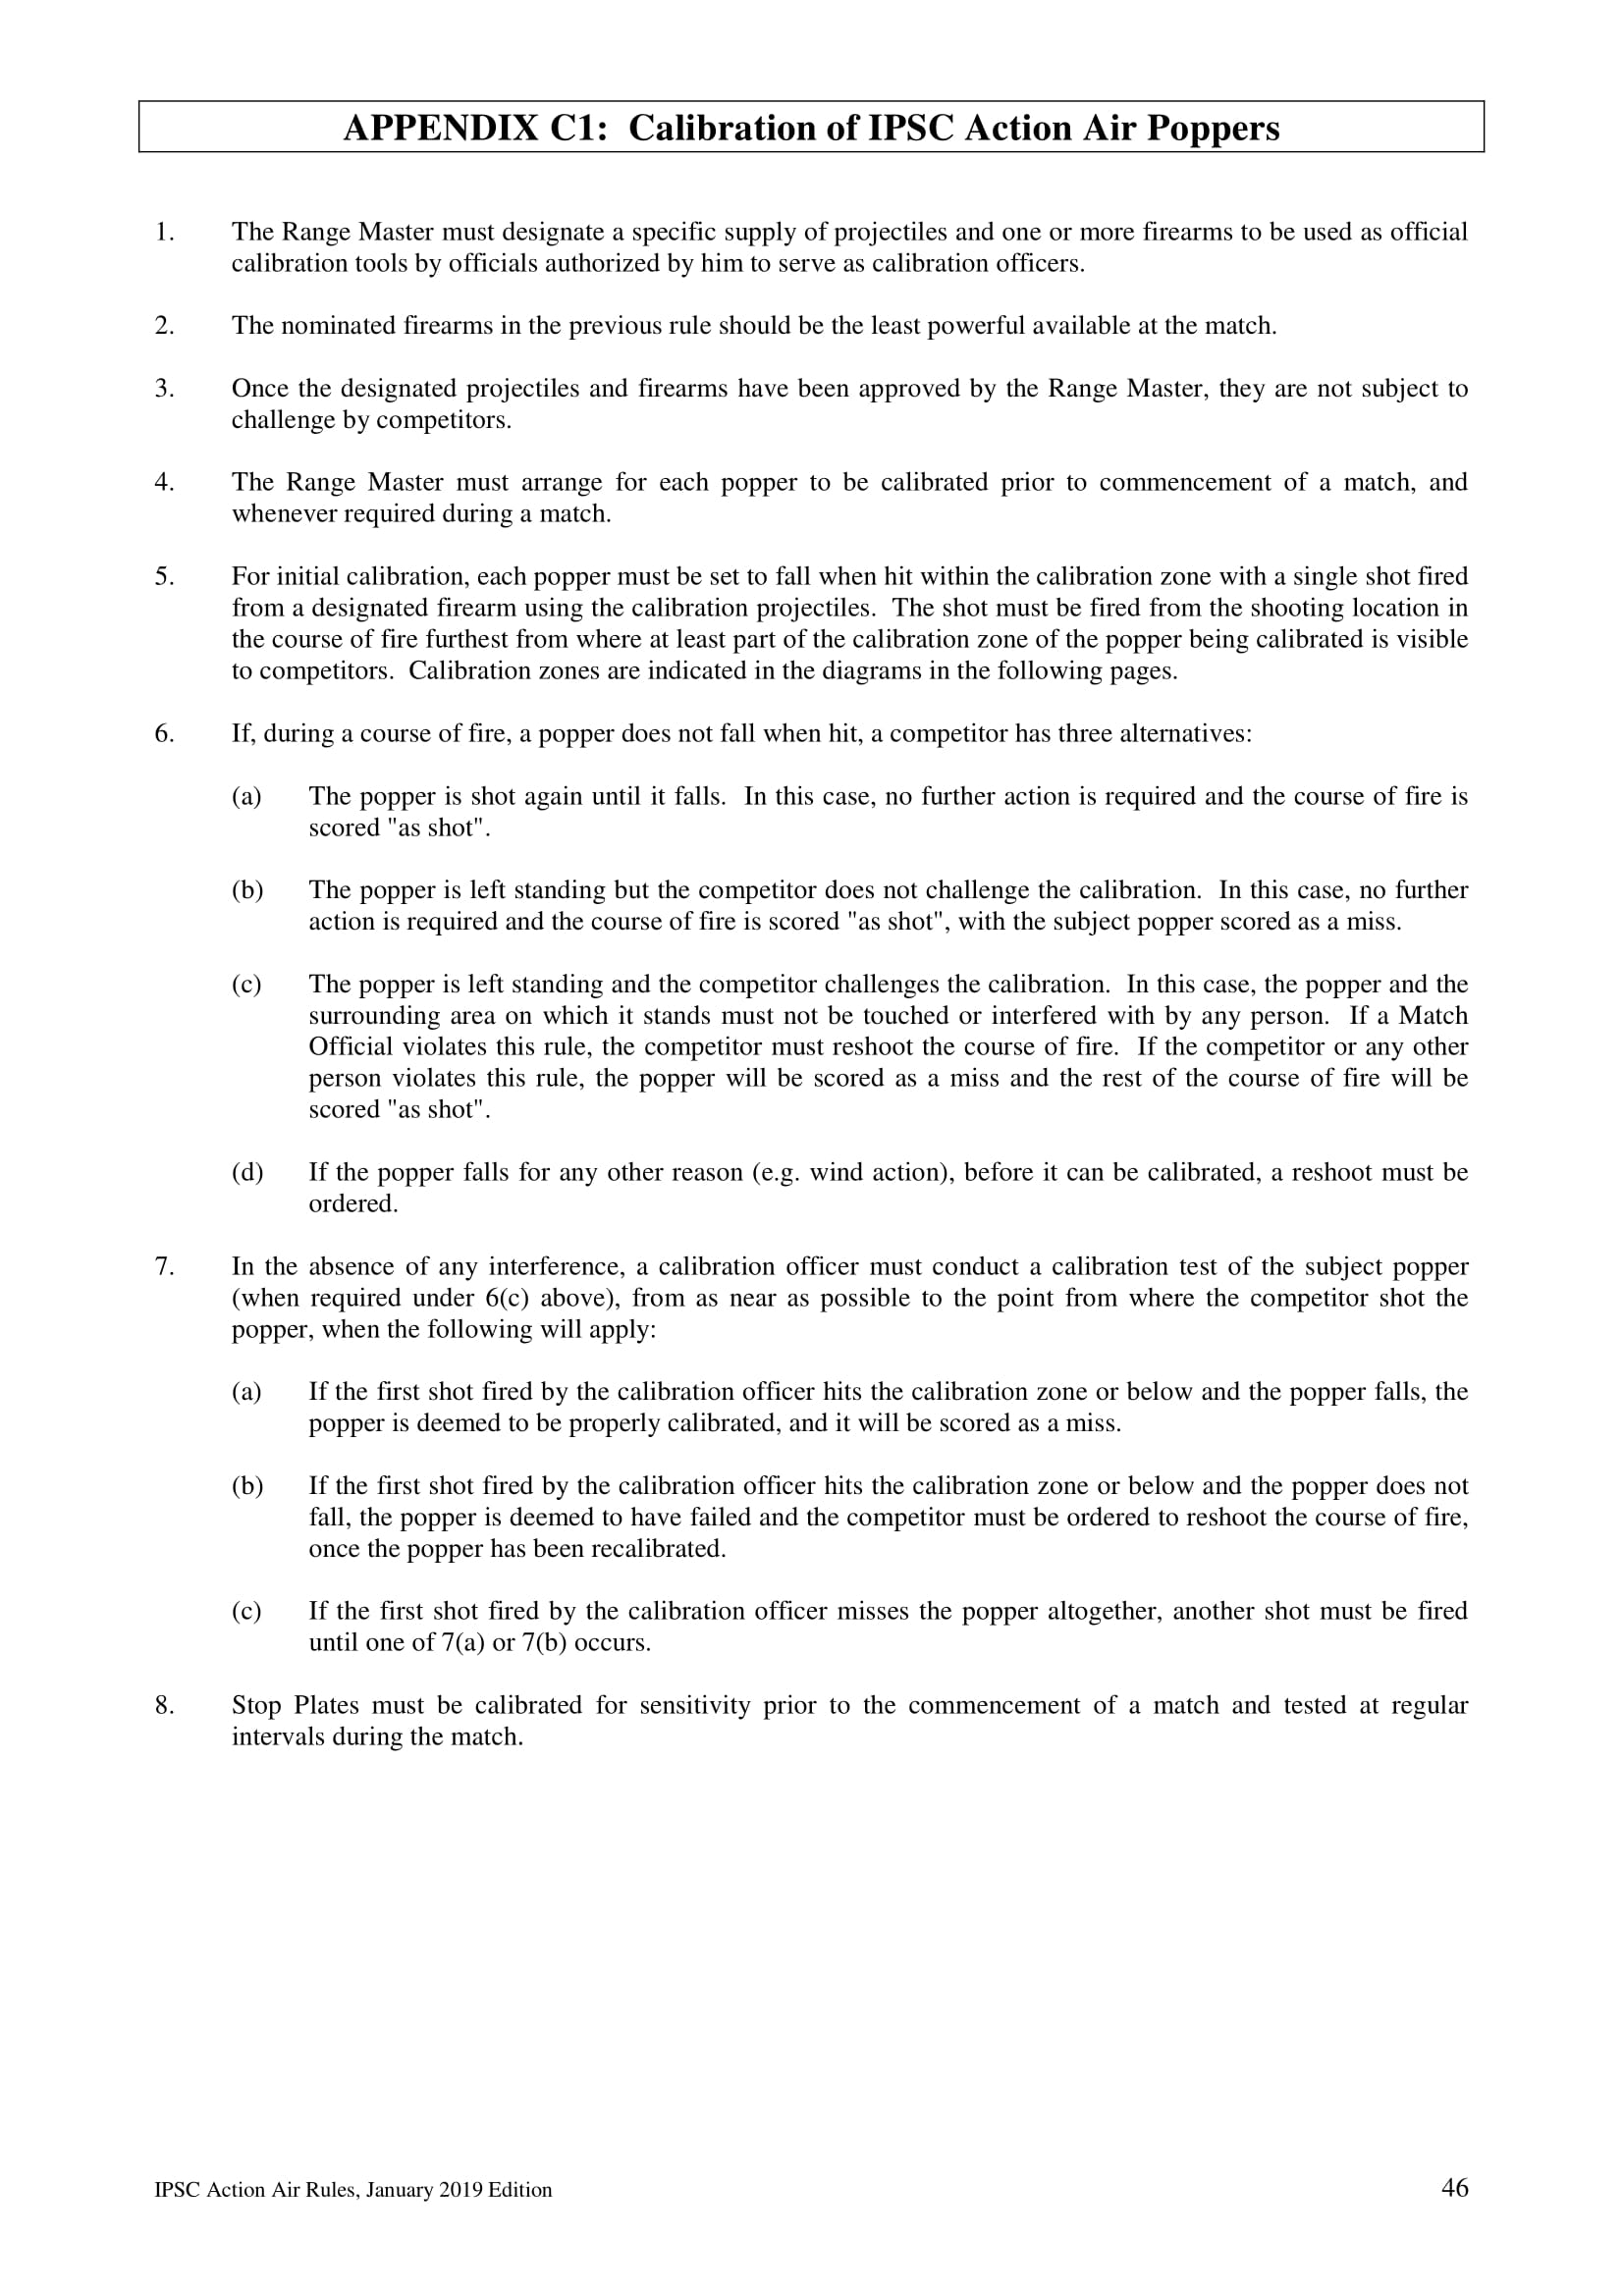 APPENDIX C1:  Calibration of IPSC Action Air Poppers
1. The Range Master must designate a specific supply of projectiles and one or more firearms to be used as official
calibration tools by officials authorized by him to serve as calibration officers.
2. The nominated firearms in the previous rule should be the least powerful available at the match.
3. Once the designated projectiles and firearms have been approved by the Range Master, they are not subject to
challenge by competitors.
4. The Range Master must arrange for each popper to be calibrated prior to commencement of a match, and
whenever required during a match.
5. For initial calibration, each popper must be set to fall when hit within the calibration zone with a single shot fired
from a designated firearm using the calibration projectiles.  The shot must be fired from the shooting location in
the course of fire furthest from where at least part of the calibration zone of the popper being calibrated is visible
to competitors.  Calibration zones are indicated in the diagrams in the following pages.
6. If, during a course of fire, a popper does not fall when hit, a competitor has three alternatives:
(a) The popper is shot again until it falls.  In this case, no further action is required and the course of fire is
scored "as shot".
(b) The popper is left standing but the competitor does not challenge the calibration.  In this case, no further
action is required and the course of fire is scored "as shot", with the subject popper scored as a miss.
(c) The popper is left standing and the competitor challenges the calibration.  In this case, the popper and the
surrounding area on which it stands must not be touched or interfered with by any person.  If a Match
Official violates this rule, the competitor must reshoot the course of fire.  If the competitor or any other
person violates this rule, the popper will be scored as a miss and the rest of the course of fire will be
scored "as shot".
(d) If the popper falls for any other reason (e.g. wind action), before it can be calibrated, a reshoot must be
ordered.
7. In the absence of any interference, a calibration officer must conduct a calibration test of the subject popper
(when required under 6(c) above), from as near as possible to the point from where the competitor shot the
popper, when the following will apply:
(a) If the first shot fired by the calibration officer hits the calibration zone or below and the popper falls, the
popper is deemed to be properly calibrated, and it will be scored as a miss.
(b) If the first shot fired by the calibration officer hits the calibration zone or below and the popper does not
fall, the popper is deemed to have failed and the competitor must be ordered to reshoot the course of fire,
once the popper has been recalibrated.
(c) If the first shot fired by the calibration officer misses the popper altogether, another shot must be fired
until one of 7(a) or 7(b) occurs.
8. Stop Plates must be calibrated for sensitivity prior to the commencement of a match and tested at regular
intervals during the match.
IPSC Action Air Rules, January 2019 Edition 46